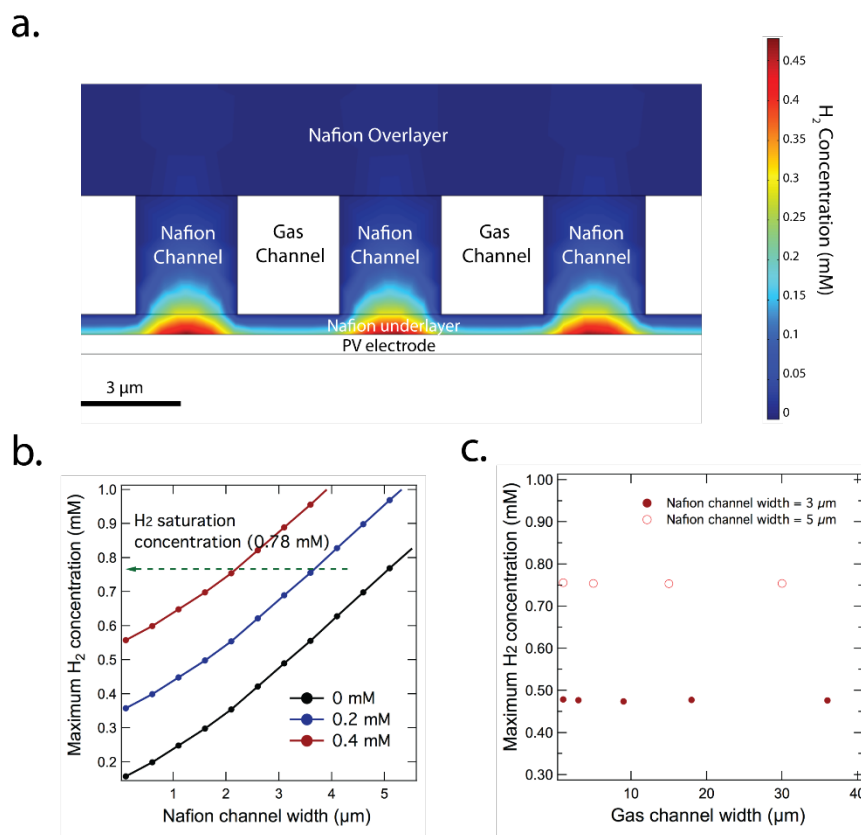 a.
Nafion Overlayer
Nafion
Channel
Gas
Channel
Nafion
Channel
Gas
Channel
Nafion
Channel
Nafion underlayer
PV electrode
3 μm
0.45
0.4
0.35
0.3
0.25
0.2
0.15
0.1
0.05
0
H2 Concentration (mM)
b.
Maximum H2 concentration (mM)
1.0
0.9
0.8
0.7
0.6
0.5
0.4
0.3
0.2
H2 saturation
concentration (0.78 mM)
0 mM
0.2 mM
0.4 mM
1 2 3 4 5
Nafion channel width (μm)
c.
Maximum H2 concentration (mM)
1.00
0.90
0.80
0.70
0.60
0.50
0.40
0.30
Nafion channel width = 3 μm
Nafion channel width = 5 μm
10 20 30 40
Gas channel width (μm)